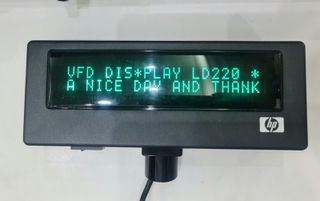 VFD DIS*PLAY LD220 *
A NICE DAY AND THANK
hp